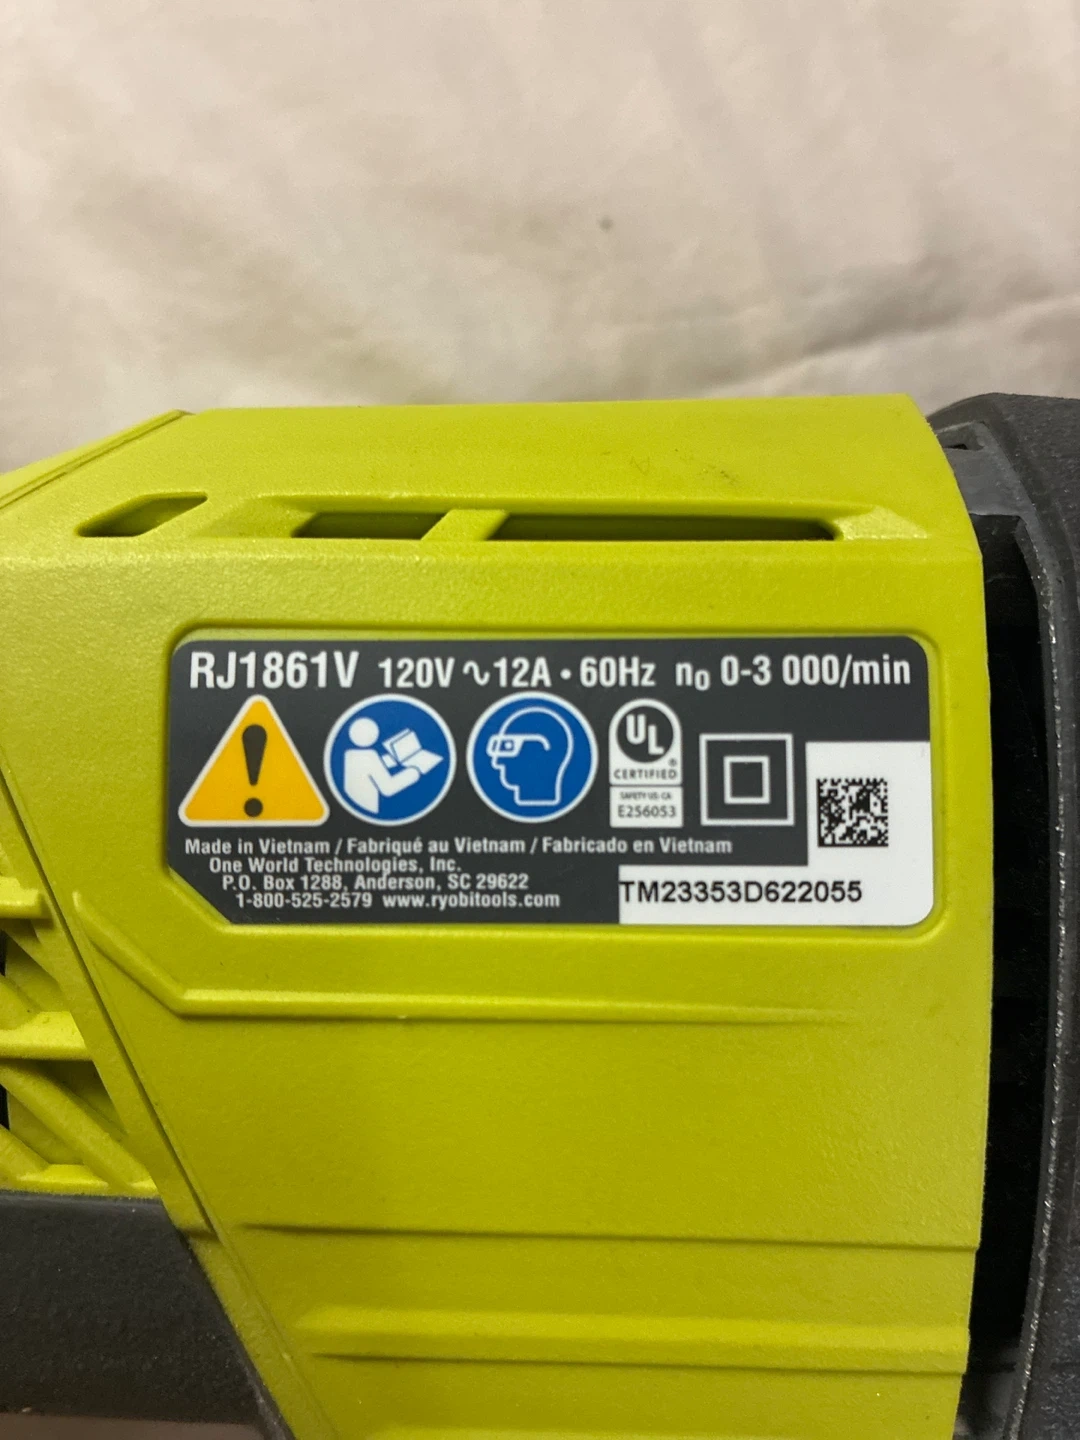 RJ1861V 120V ∿ 12A • 60Hz n₀ 0-3 000/min
UL
®
CERTIFIED
SAFETY US-CA
E256053
Made in Vietnam / Fabriqué au Vietnam / Fabricado en Vietnam
One World Technologies, Inc.
P.O. Box 1288, Anderson, SC 29622
1-800-525-2579 www.ryobitools.com
TM23353D622055